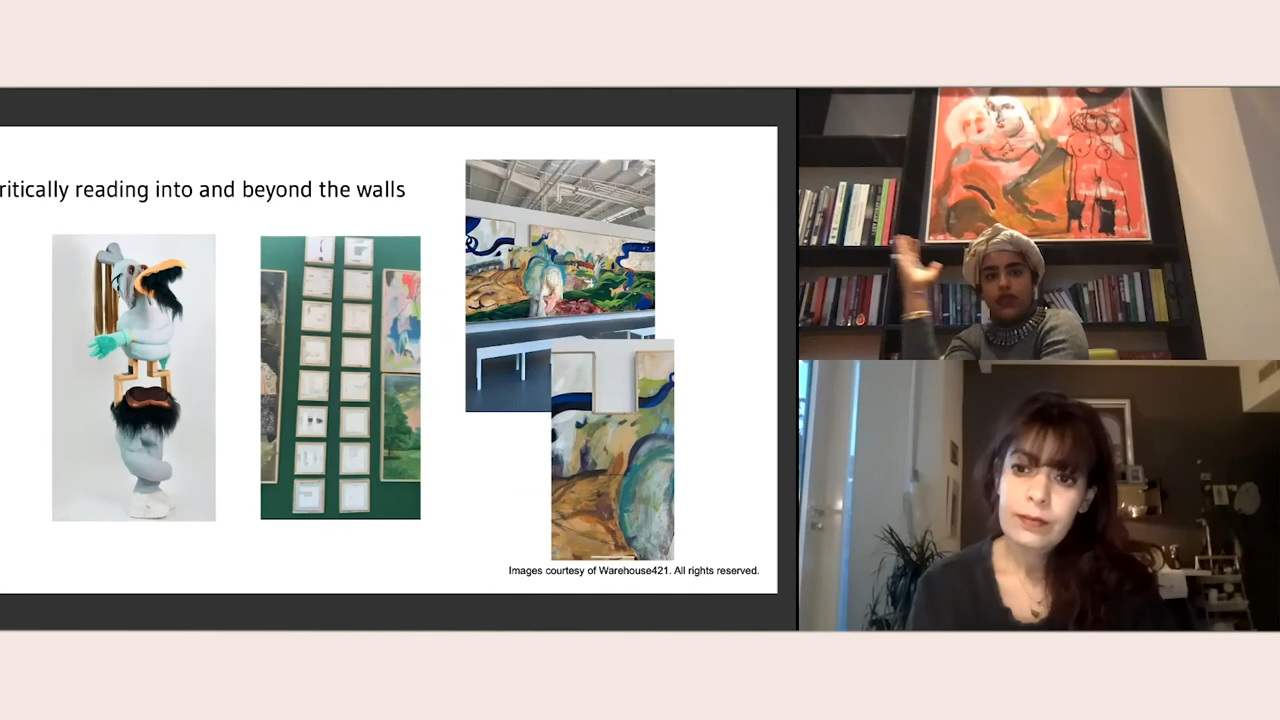 ritically reading into and beyond the walls
Images courtesy of Warehouse421. All rights reserved.